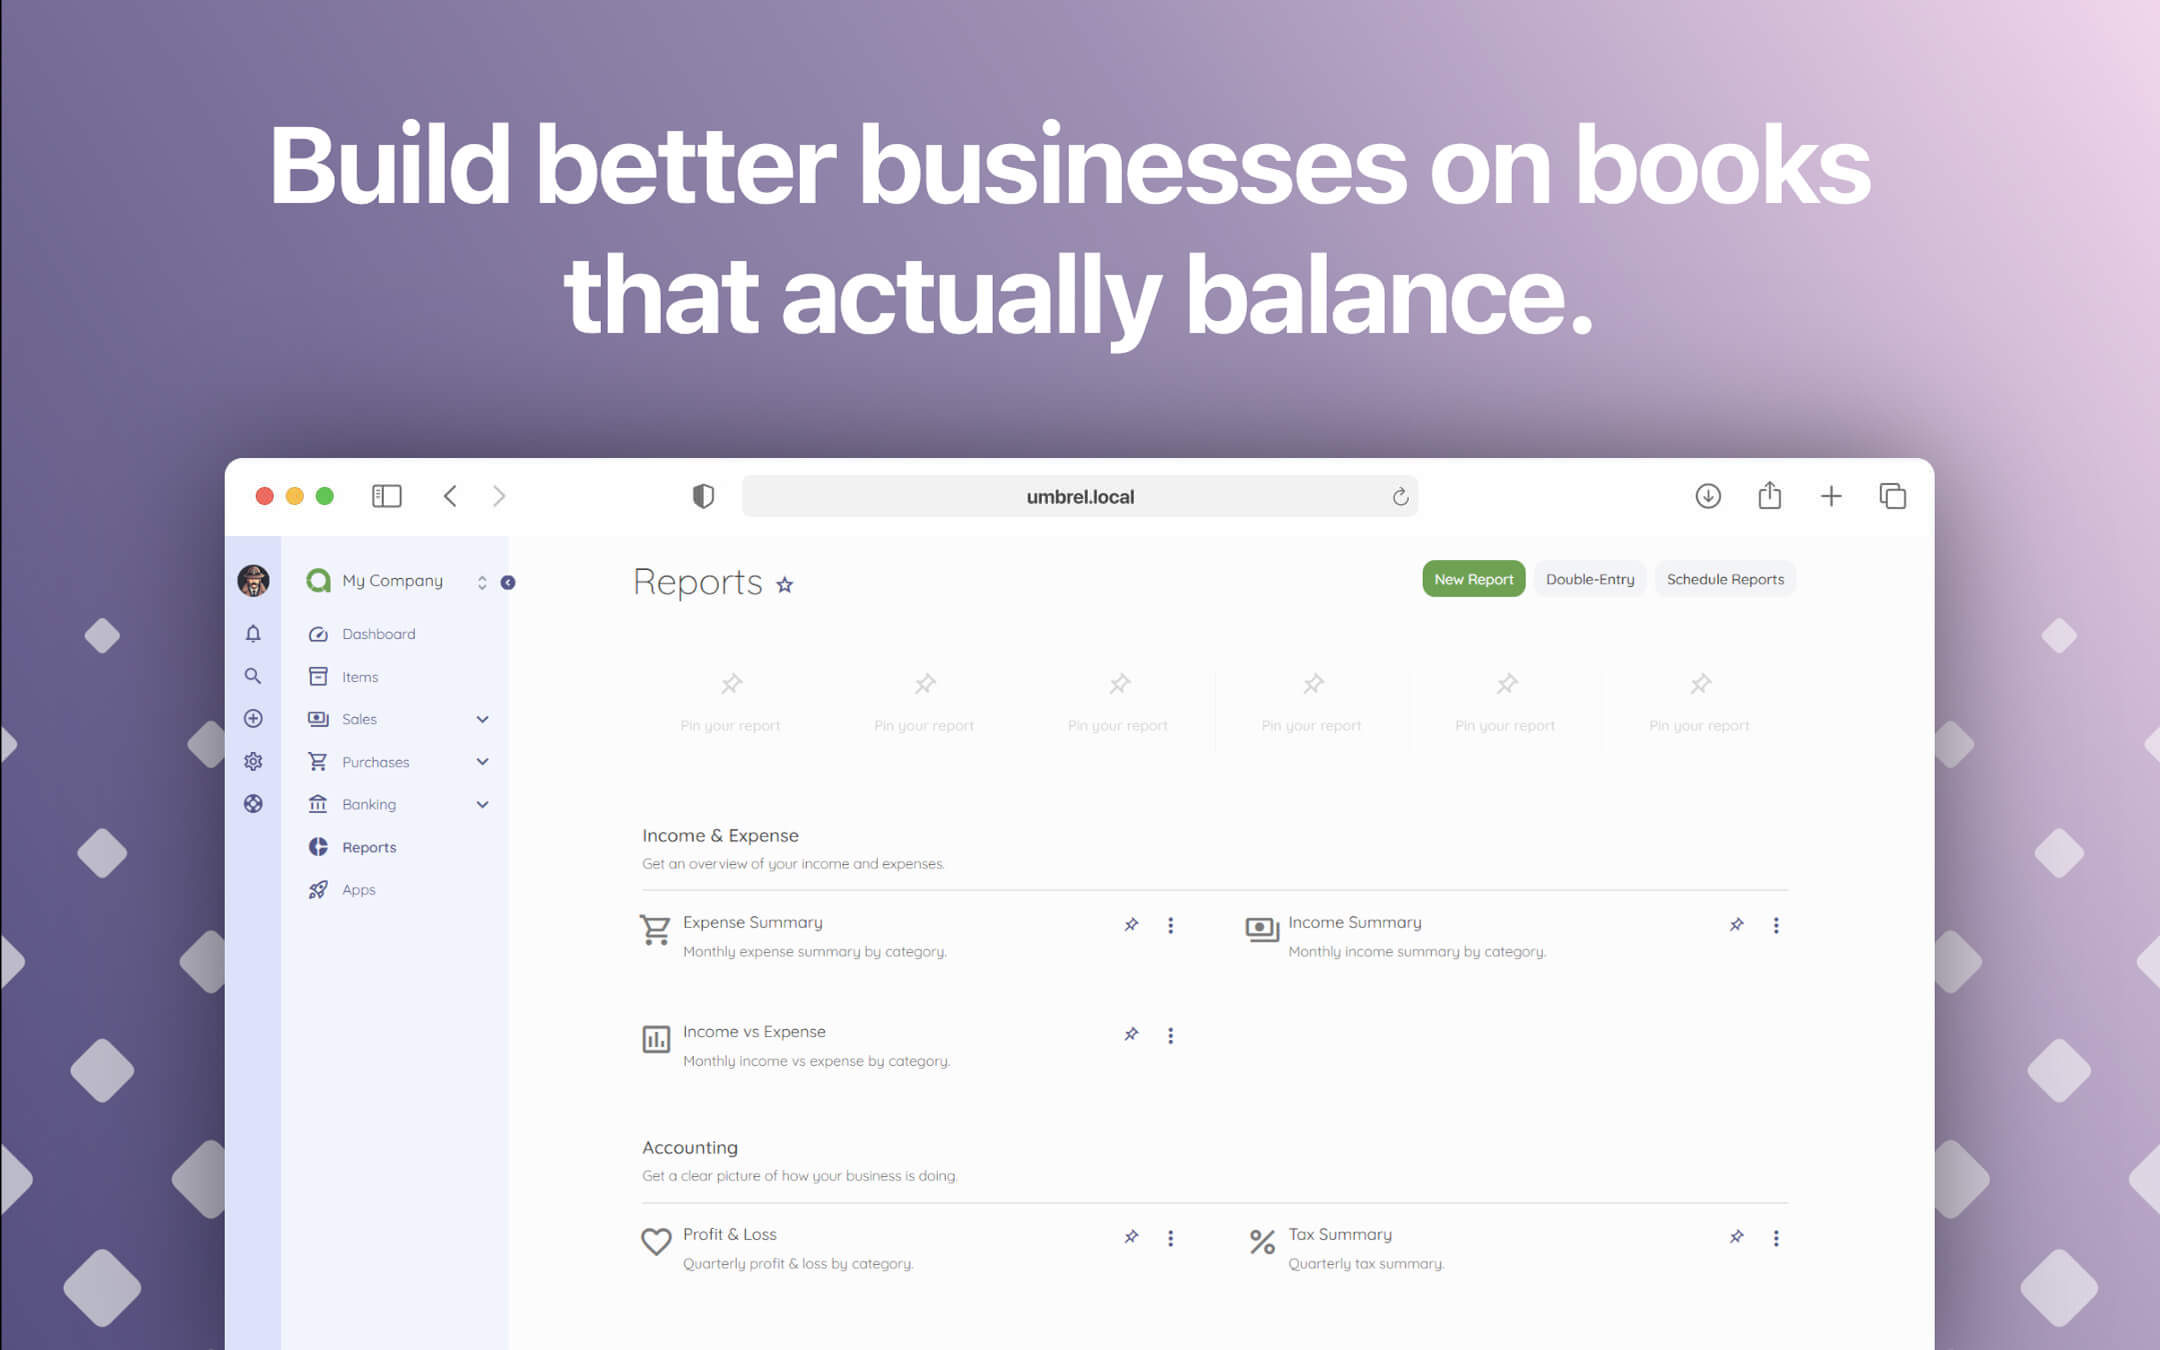 Build better businesses on books
that actually balance.
umbrel.local
My Company
Dashboard
Items
Sales
Purchases
Banking
Reports
Apps
Reports
New Report
Double-Entry
Schedule Reports
Pin your report
Pin your report
Pin your report
Pin your report
Pin your report
Pin your report
Income & Expense
Get an overview of your income and expenses.
Expense Summary
Monthly expense summary by category.
Income Summary
Monthly income summary by category.
Income vs Expense
Monthly income vs expense by category.
Accounting
Get a clear picture of how your business is doing.
Profit & Loss
Quarterly profit & loss by category.
Tax Summary
Quarterly tax summary.